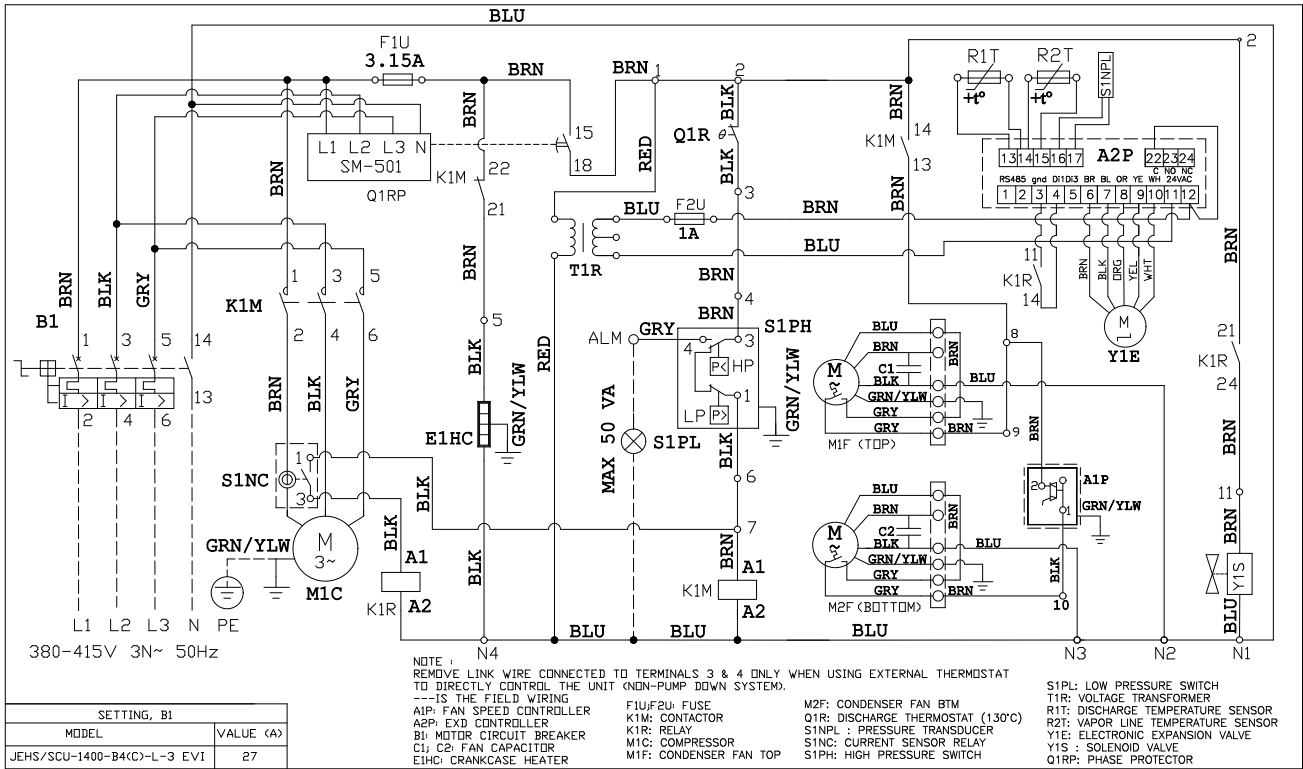 BLU
F1U
3.15A
BRN
BRN 1
2
2
R1T
R2T
S1NPL
+t°
+t°
BRN
BLK
BRN
L1 L2 L3 N
SM-501
Q1RP
15
18
RED
Q1R
BLK
14
K1M
13
13 14 15 16 17
A2P
22 23 24
C NO NC
RS485 gnd Di1Di3 BR BL OR YE WH 24VAC
1 2 3 4 5 6 7 8 9 10 11 12
BRN
22
K1M
21
3
BLU
F2U
1A
BRN
BRN
BLU
T1R
BRN
BLK
GRY
1 3 5
K1M
2 4 6
BRN
BRN
11
K1R
14
BRN
BLK
ORG
YEL
WHT
BRN
M
Y1E
B1
1 3 5 14
13
2 4 6
I> I> I>
4
BRN
5
BLK
RED
ALM
GRY
S1PH
4 3
P< HP
1
LP P>
GRN/YLW
BLU
BRN
C1
BLK
GRN/YLW
GRY
GRY
BRN
M
~
M1F (TOP)
BLU
BRN
8
9
BRN
21
K1R
24
BRN
BLK
GRY
E1HC
GRN/YLW
MAX 50 VA
S1PL
BLK
6
BRN
S1NC
1
3
BLK
BLK
7
BLU
BRN
C2
BLK
GRN/YLW
GRY
GRY
BRN
M
~
M2F (BOTTOM)
BLU
BRN
2
1
A1P
GRN/YLW
BLK
10
11
BRN
Y1S
BLU
GRN/YLW
M
3~
M1C
A1
K1R A2
BLK
BRN
A1
K1M
A2
L1 L2 L3 N PE
380-415V 3N~ 50Hz
BLU
BLU
BLU
N4
N3
N2
N1
NOTE :
REMOVE LINK WIRE CONNECTED TO TERMINALS 3 & 4 ONLY WHEN USING EXTERNAL THERMOSTAT
TO DIRECTLY CONTROL THE UNIT (NON-PUMP DOWN SYSTEM).
---IS THE FIELD WIRING
A1P: FAN SPEED CONTROLLER
A2P: EXD CONTROLLER
B1: MOTOR CIRCUIT BREAKER
C1; C2: FAN CAPACITOR
E1HC: CRANKCASE HEATER
F1U;F2U: FUSE
K1M: CONTACTOR
K1R: RELAY
M1C: COMPRESSOR
M1F: CONDENSER FAN TOP
M2F: CONDENSER FAN BTM
Q1R: DISCHARGE THERMOSTAT (130°C)
S1NPL : PRESSURE TRANSDUCER
S1NC: CURRENT SENSOR RELAY
S1PH: HIGH PRESSURE SWITCH
S1PL: LOW PRESSURE SWITCH
T1R: VOLTAGE TRANSFORMER
R1T: DISCHARGE TEMPERATURE SENSOR
R2T: VAPOR LINE TEMPERATURE SENSOR
Y1E: ELECTRONIC EXPANSION VALVE
Y1S : SOLENOID VALVE
Q1RP: PHASE PROTECTOR
SETTING, B1
MODEL VALUE (A)
JEHS/SCU-1400-B4(C)-L-3 EVI 27